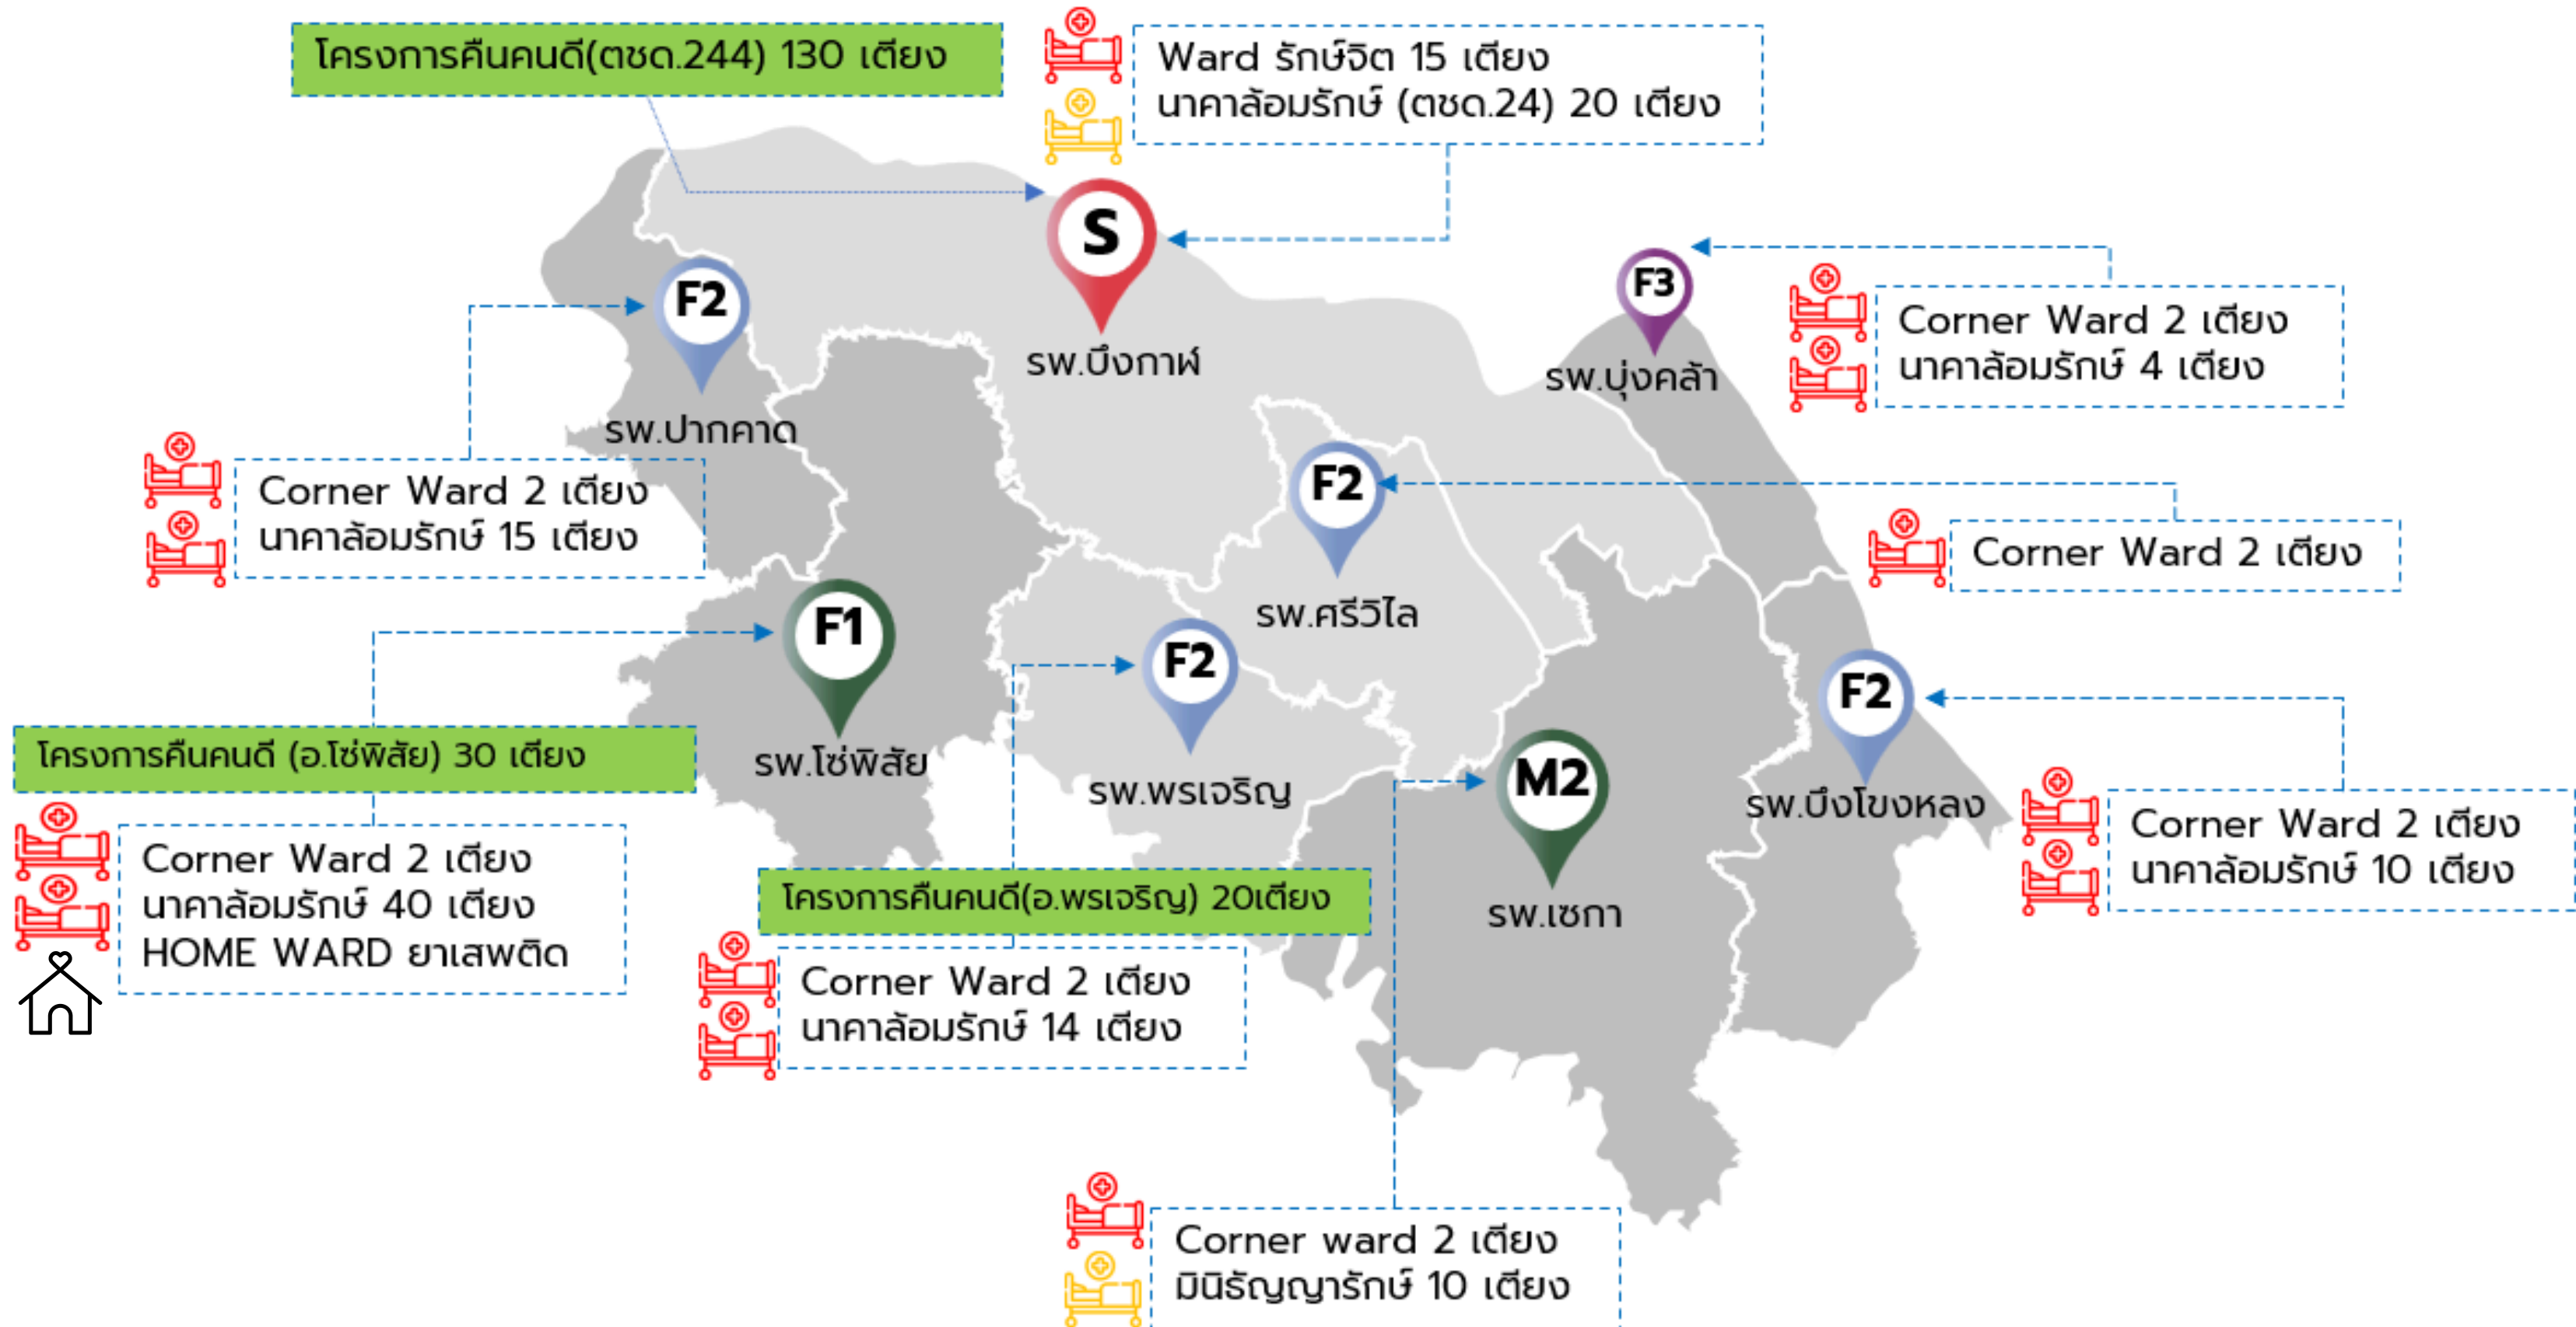 โครงการคืนคนดี(ตชด.244) 130 เตียง
Ward รักษ์จิต 15 เตียง
นาคาล้อมรักษ์ (ตชด.24) 20 เตียง
S
รพ.บึงกาฬ
F3
รพ.บุ่งคล้า
Corner Ward 2 เตียง
นาคาล้อมรักษ์ 4 เตียง
F2
รพ.ปากคาด
Corner Ward 2 เตียง
นาคาล้อมรักษ์ 15 เตียง
F2
รพ.ศรีวิไล
Corner Ward 2 เตียง
F1
รพ.โซ่พิสัย
โครงการคืนคนดี (อ.โซ่พิสัย) 30 เตียง
Corner Ward 2 เตียง
นาคาล้อมรักษ์ 40 เตียง
HOME WARD ยาเสพติด
F2
รพ.พรเจริญ
โครงการคืนคนดี(อ.พรเจริญ) 20เตียง
Corner Ward 2 เตียง
นาคาล้อมรักษ์ 14 เตียง
M2
รพ.เซกา
Corner ward 2 เตียง
มินิธัญญารักษ์ 10 เตียง
F2
รพ.บึงโขงหลง
Corner Ward 2 เตียง
นาคาล้อมรักษ์ 10 เตียง